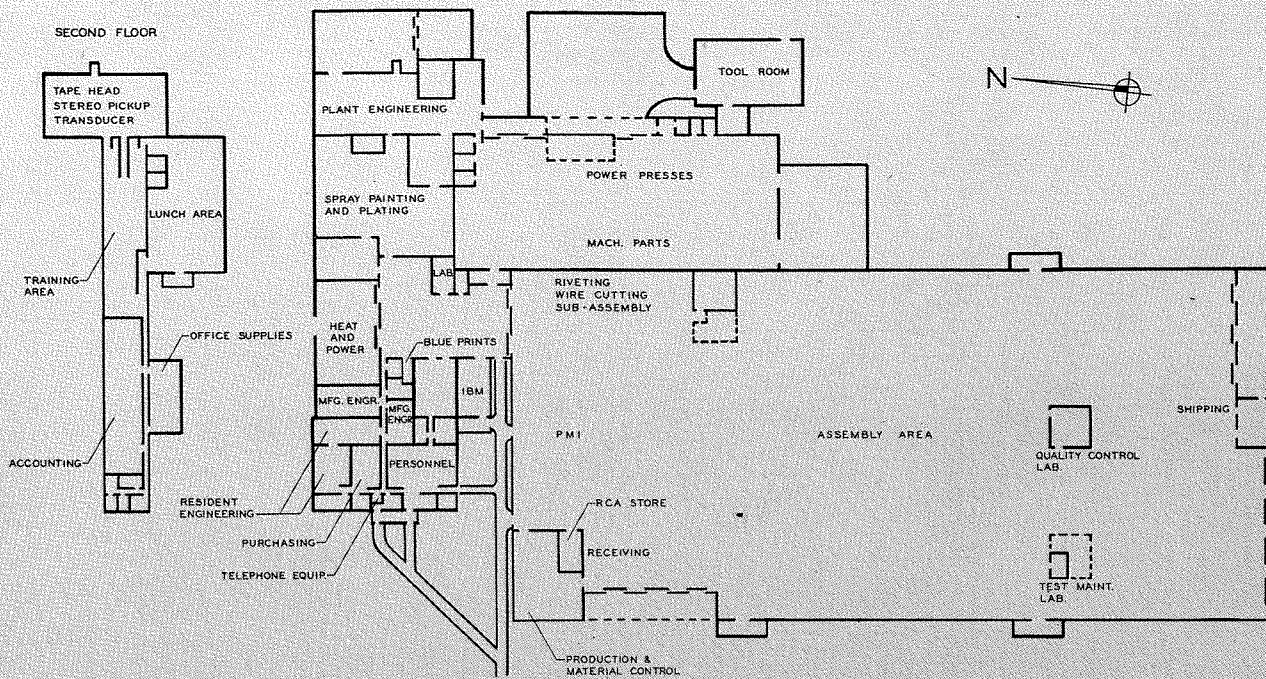 SECOND FLOOR
TAPE HEAD
STEREO PICKUP
TRANSDUCER
LUNCH AREA
TRAINING
AREA
OFFICE SUPPLIES
ACCOUNTING
PLANT ENGINEERING
SPRAY PAINTING
AND PLATING
LAB.
HEAT
AND
POWER
BLUE PRINTS
MFG. ENGR.
MFG.
ENGR.
IBM
PERSONNEL
RESIDENT
ENGINEERING
PURCHASING
TELEPHONE EQUIP.
TOOL ROOM
N
POWER PRESSES
MACH. PARTS
RIVETING
WIRE CUTTING
SUB-ASSEMBLY
PMI
ASSEMBLY AREA
SHIPPING
QUALITY CONTROL
LAB.
RCA STORE
RECEIVING
TEST MAINT.
LAB.
PRODUCTION &
MATERIAL CONTROL